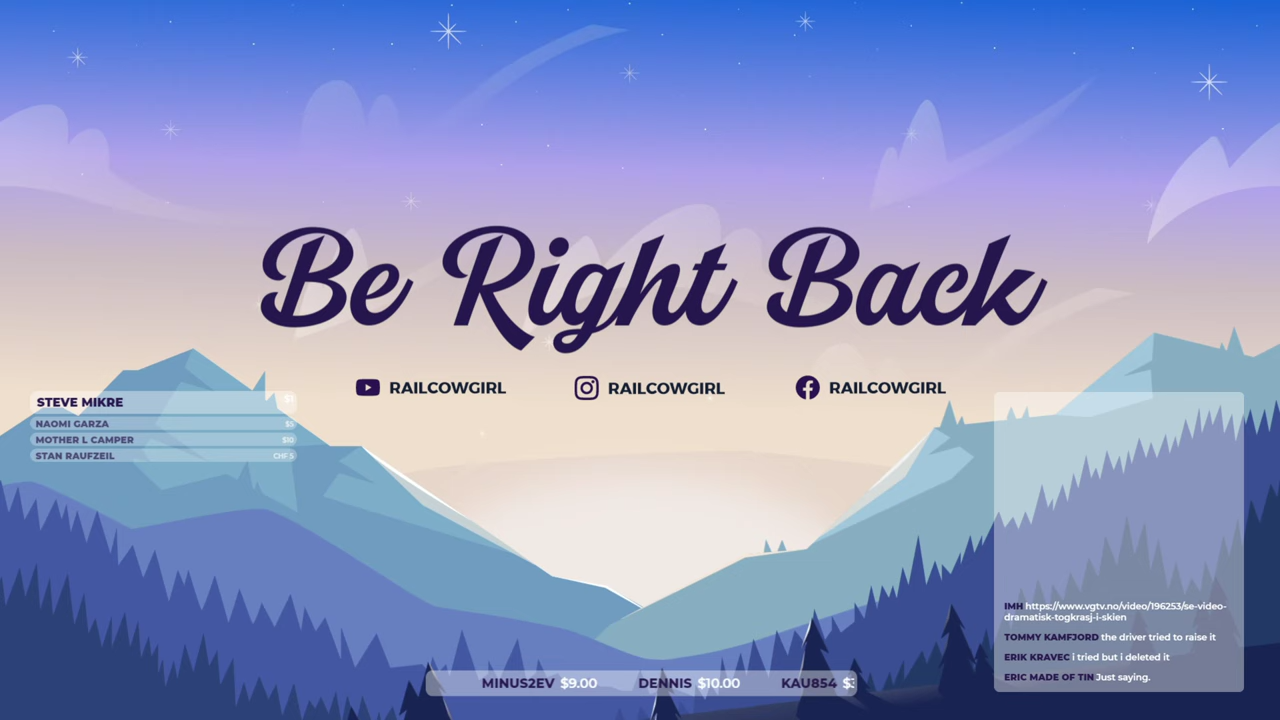 Be Right Back
RAILCOWGIRL RAILCOWGIRL RAILCOWGIRL
STEVE MIKRE $1
NAOMI GARZA $5
MOTHER L CAMPER $10
STAN RAUFZEIL CHF 5
IMH https://www.vgtv.no/video/196253/se-video-
dramatisk-togkrasj-i-skien
TOMMY KAMFJORD the driver tried to raise it
ERIK KRAVEC i tried but i deleted it
ERIC MADE OF TIN Just saying.
MINUS2EV $9.00 DENNIS $10.00 KAU854